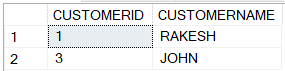 CUSTOMERID CUSTOMERNAME
1 1 RAKESH
2 3 JOHN